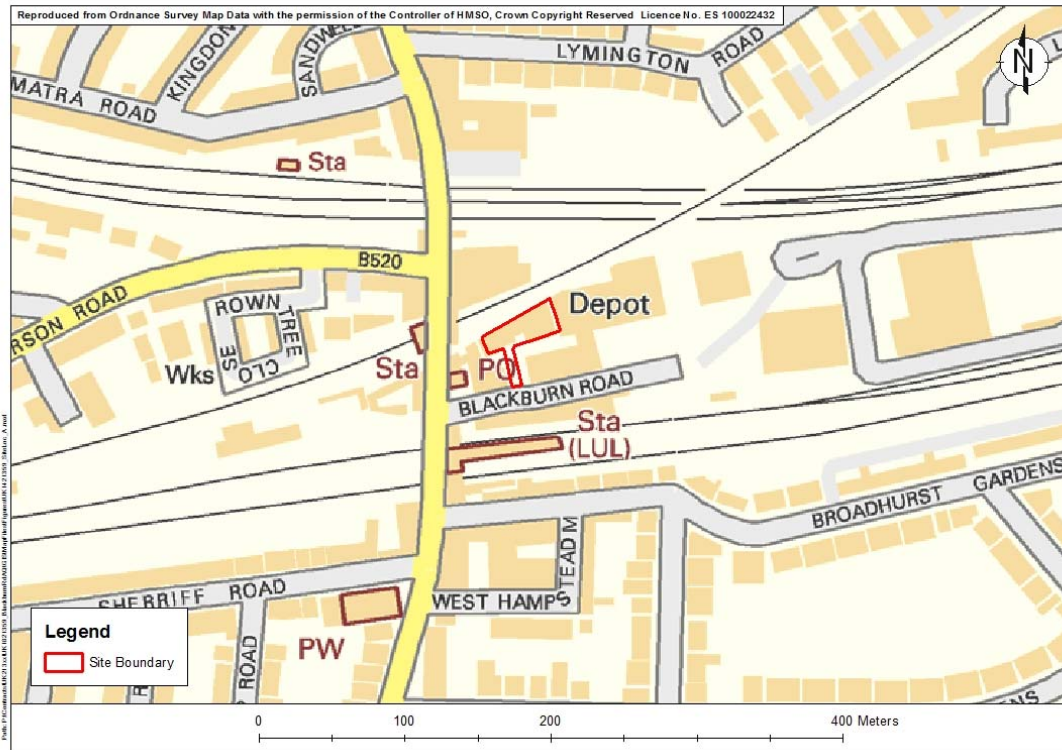 Reproduced from Ordnance Survey Map Data with the permission of the Controller of HMSO, Crown Copyright Reserved Licence No. ES 100022432
LYMINGTON ROAD
N
KINGDON
SANDWE
MATRA ROAD
Sta
B520
RSON ROAD
ROWN
TREE
CLO
SE
Wks
Depot
Sta
PO
BLACKBURN ROAD
Sta
(LUL)
BROADHURST GARDENS
SHERRIFF ROAD
WEST HAMPSTEAD M
PW
ROAD
Legend
Site Boundary
0 100 200 400 Meters